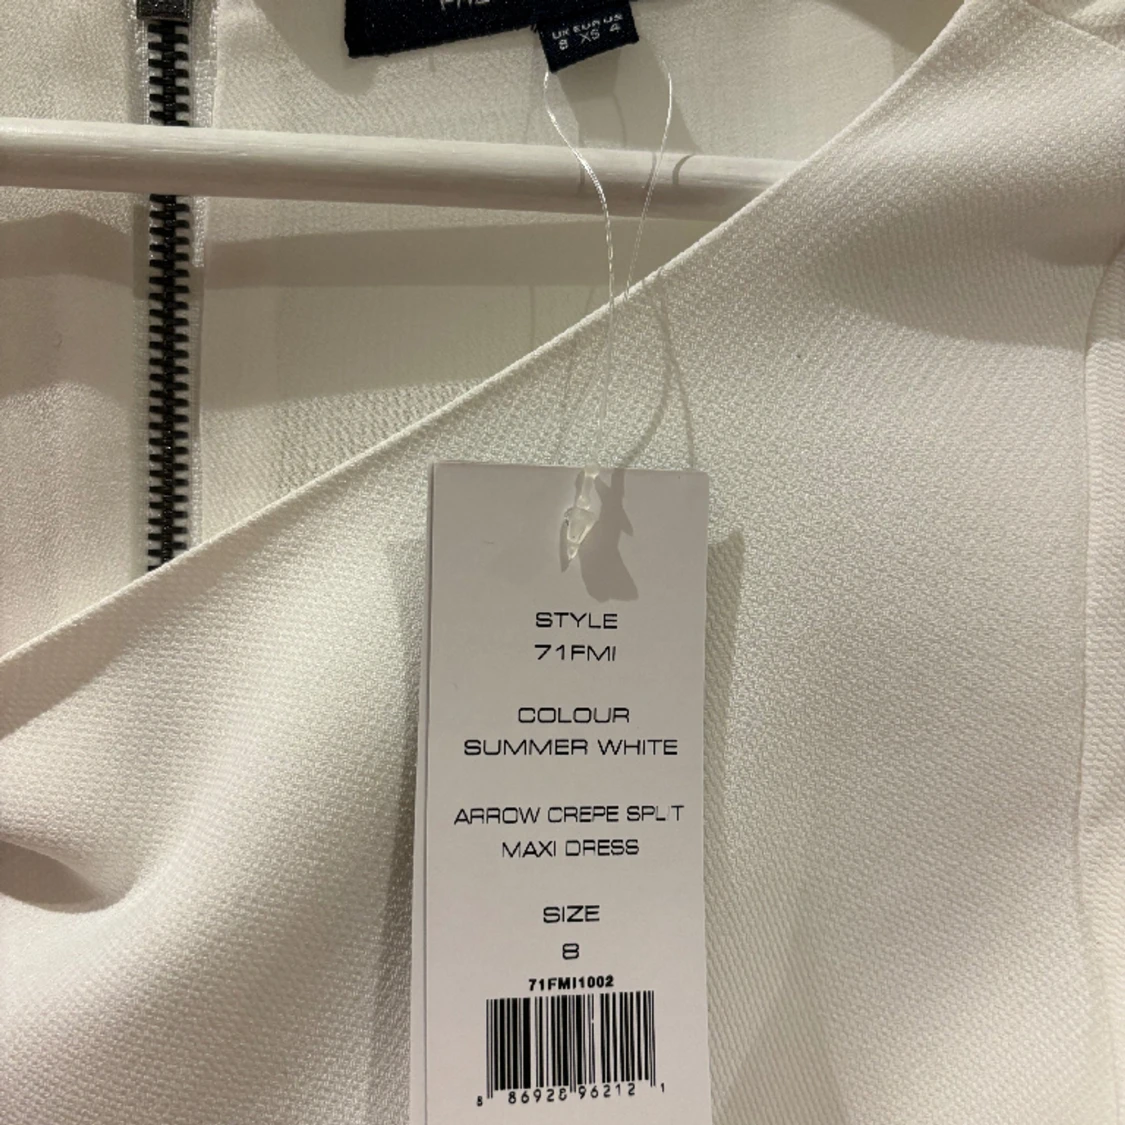 UK EUR US
8 XS 4
STYLE
71FMI
COLOUR
SUMMER WHITE
ARROW CREPE SPLIT
MAXI DRESS
SIZE
8
71FMI1002
8 86928 96212 1